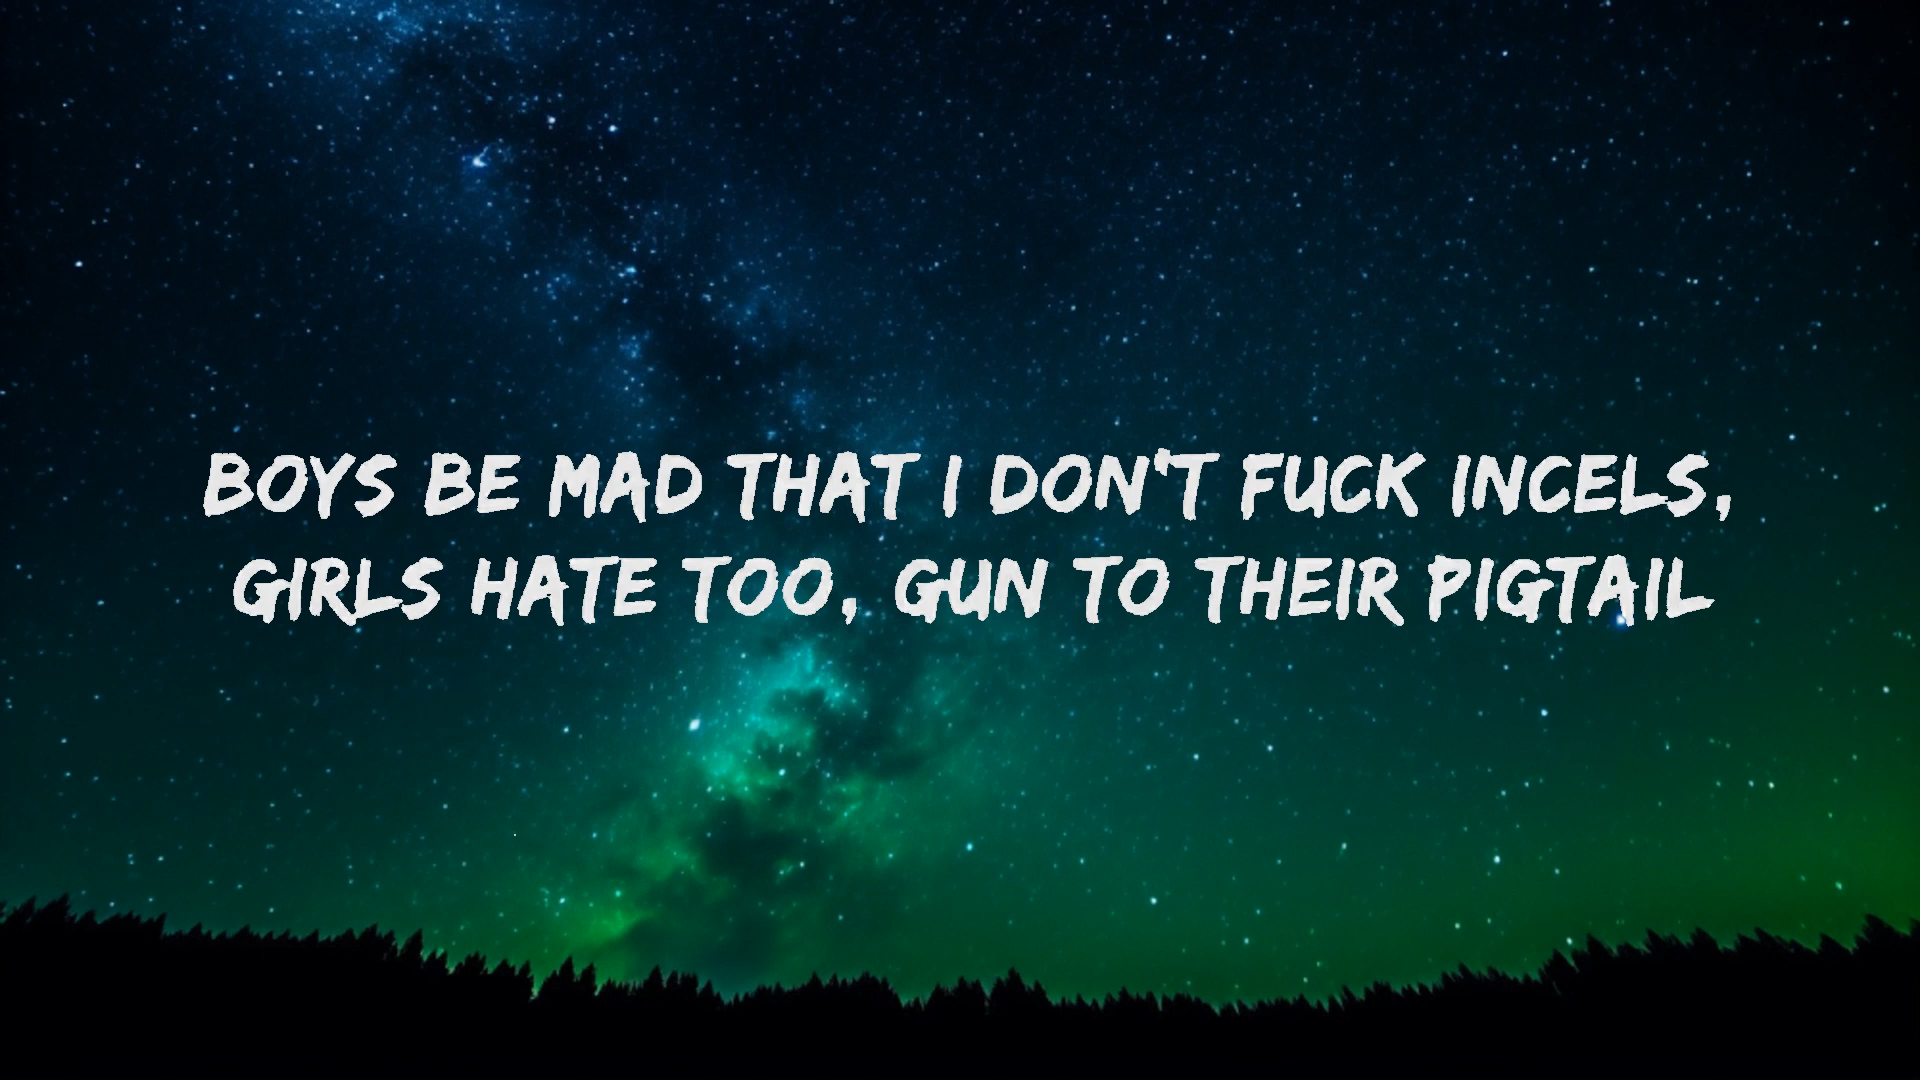 BOYS BE MAD THAT I DON'T FUCK INCELS,
GIRLS HATE TOO, GUN TO THEIR PIGTAIL